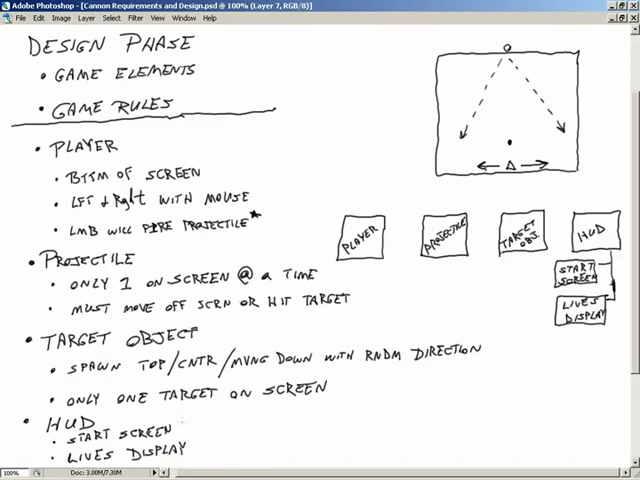 Adobe Photoshop - [Cannon Requirements and Design.psd @ 100% (Layer 7, RGB/8)]
File Edit Image Layer Select Filter View Window Help
DESIGN PHASE
• GAME ELEMENTS
• GAME RULES
• PLAYER
• BTTM OF SCREEN
• LFT & Right WITH MOUSE
• LMB WILL FIRE PROJECTILE*
• PROJECTILE
• ONLY 1 ON SCREEN @ A TIME
• MUST MOVE OFF SCRN OR HIT TARGET
• TARGET OBJECT
• SPAWN TOP/CNTR/MVNG DOWN WITH RNDM DIRECTION
• ONLY ONE TARGET ON SCREEN
• HUD
• START SCREEN
• LIVES DISPLAY
PLAYER
PROJECTILE
TARGET
OBJ.
HUD
START
SCREEN
LIVES
DISPLAY
100%
Doc: 3.00M/7.30M